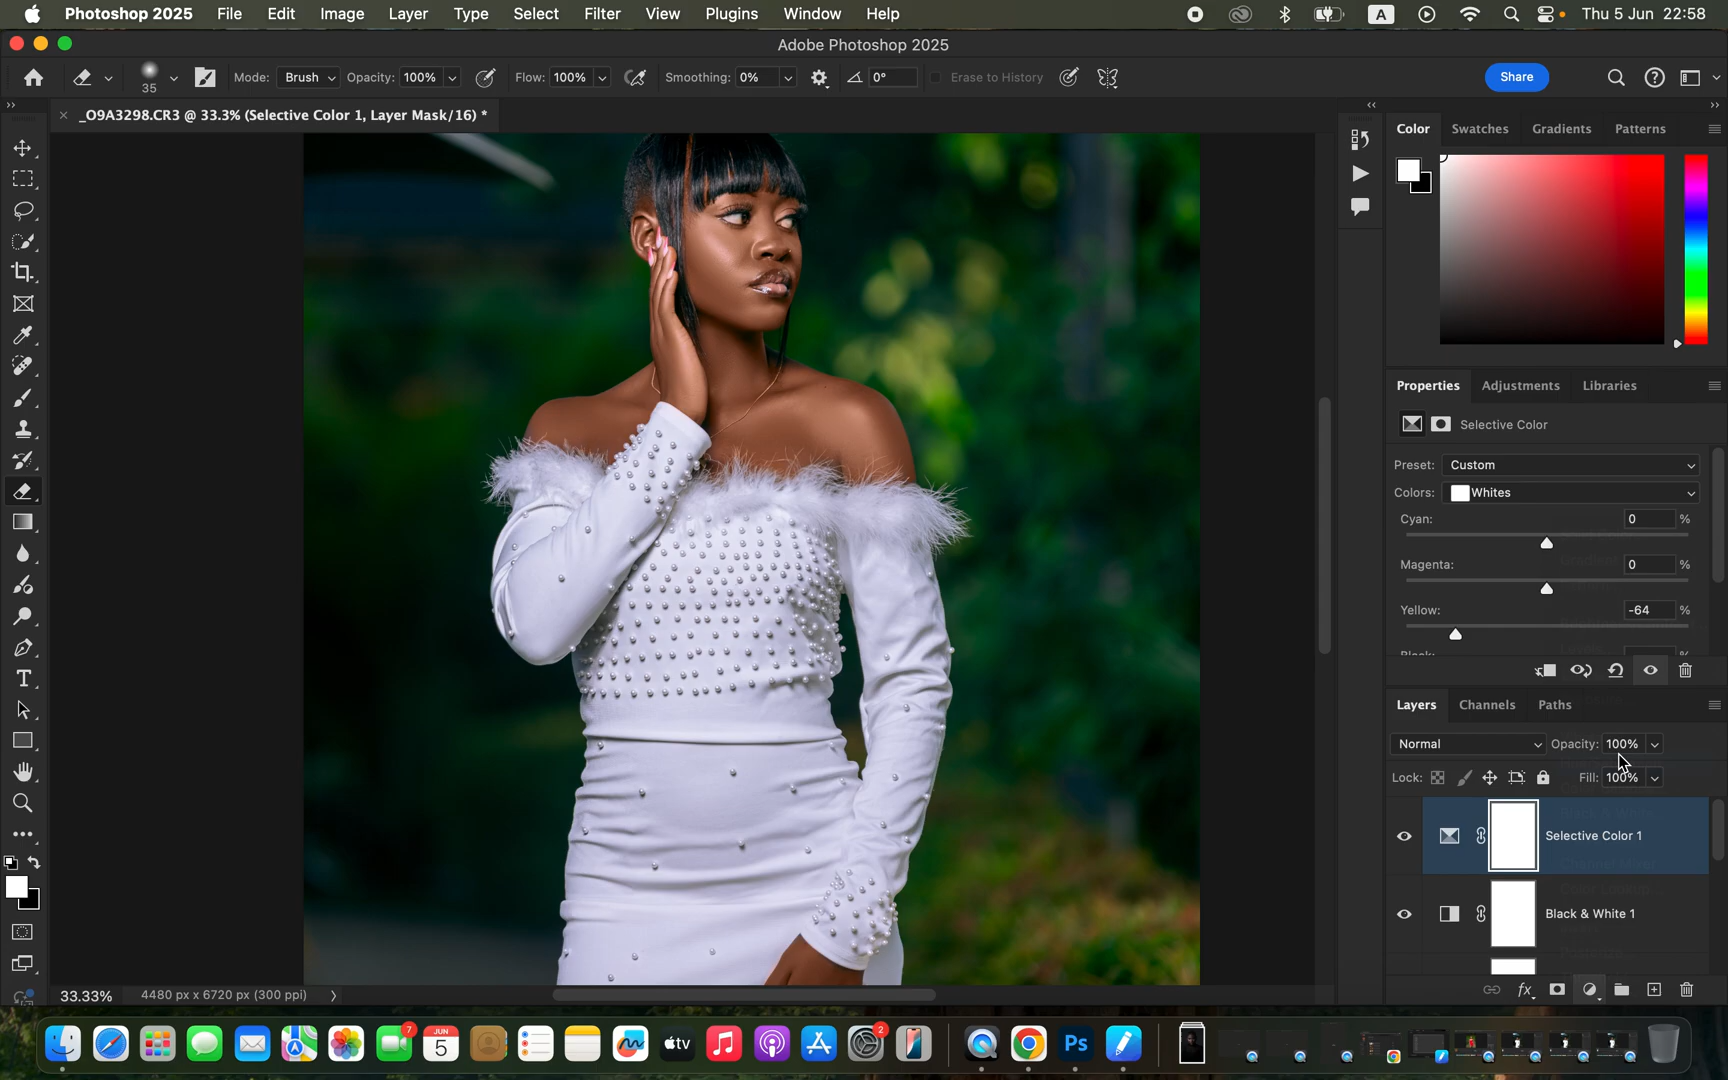 Photoshop 2025 File Edit Image Layer Type Select Filter View Plugins Window Help A Thu 5 Jun 22:58
Adobe Photoshop 2025
35 Mode: Brush Opacity: 100% Flow: 100% Smoothing: 0% 0° Erase to History Share
_O9A3298.CR3 @ 33.3% (Selective Color 1, Layer Mask/16) *
Color Swatches Gradients Patterns
Properties Adjustments Libraries
Selective Color
Preset: Custom
Colors: Whites
Cyan: 0 %
Magenta: 0 %
Yellow: -64 %
Layers Channels Paths
Normal Opacity: 100%
Lock: Fill: 100%
Selective Color 1
Black & White 1
fx
33.33% 4480 px x 6720 px (300 ppi)
7
JUN
5
tv
2
Ps